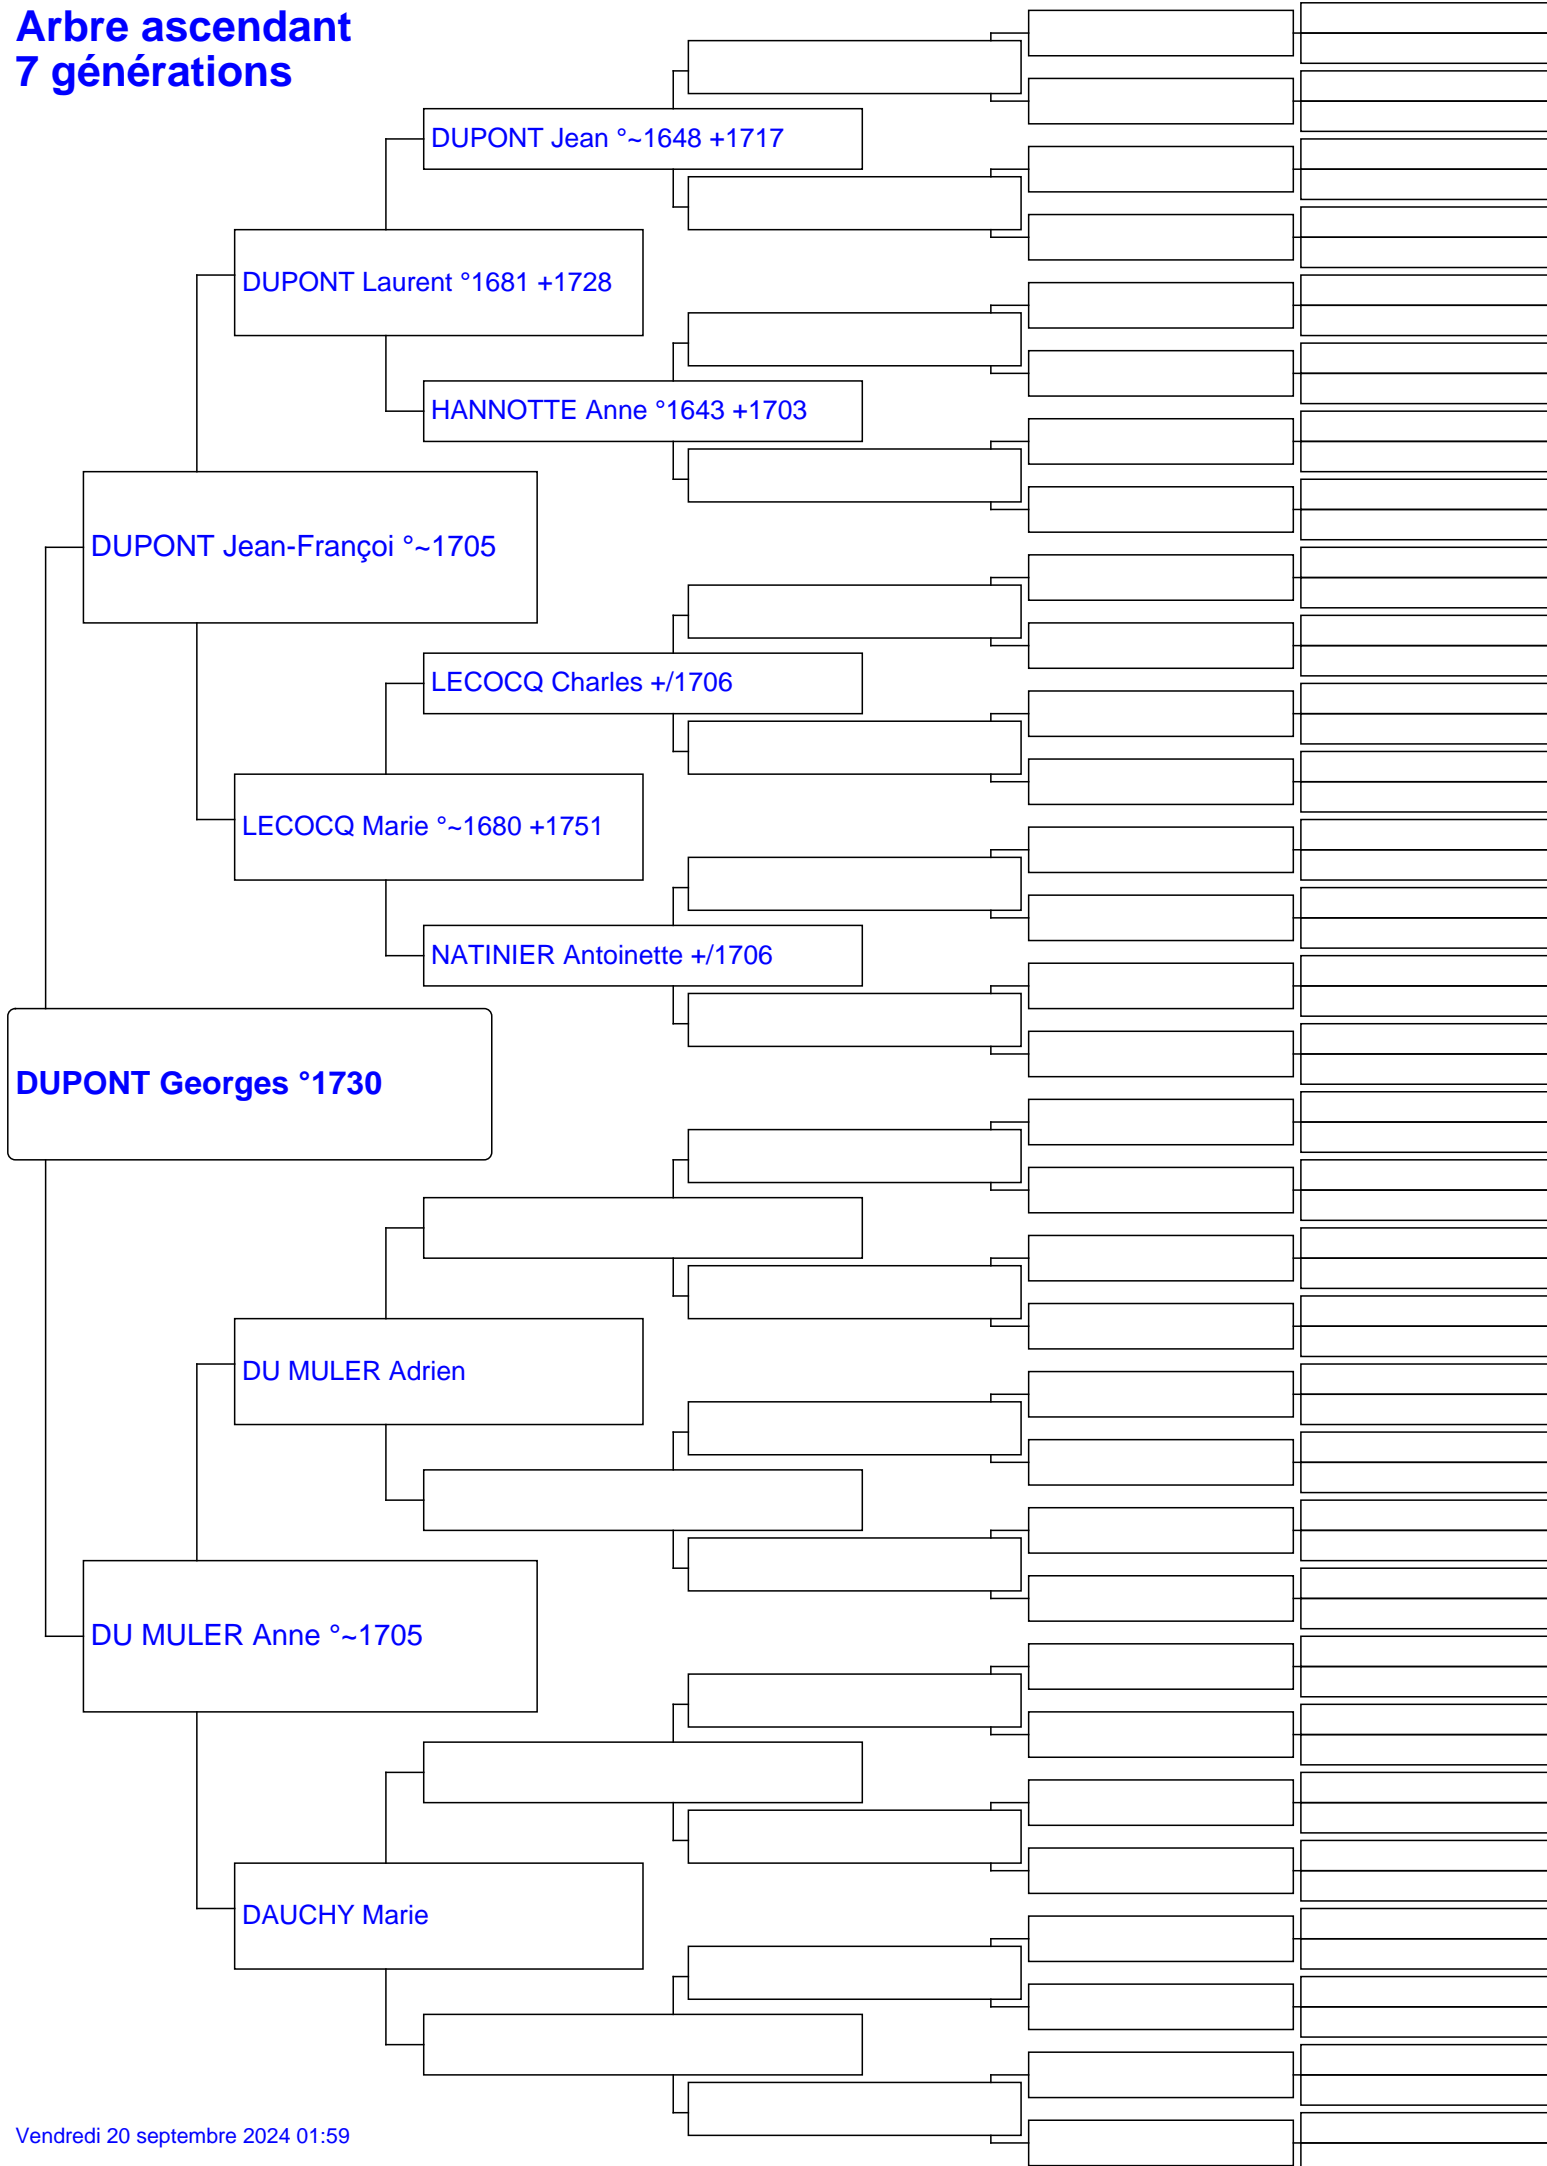 Arbre ascendant
7 générations
DUPONT Jean °~1648 +1717
DUPONT Laurent °1681 +1728
HANNOTTE Anne °1643 +1703
DUPONT Jean-Françoi °~1705
LECOCQ Charles +/1706
LECOCQ Marie °~1680 +1751
NATINIER Antoinette +/1706
DUPONT Georges °1730
DU MULER Adrien
DU MULER Anne °~1705
DAUCHY Marie
Vendredi 20 septembre 2024 01:59